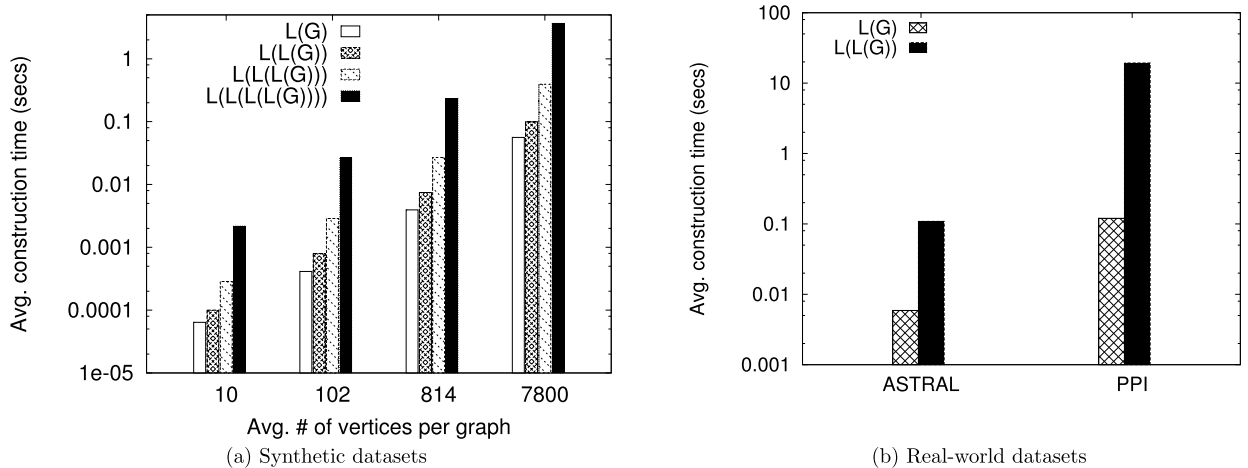 Avg. construction time (secs)
1
0.1
0.01
0.001
0.0001
1e-05
L(G)
L(L(G))
L(L(L(G)))
L(L(L(L(G))))
10 102 814 7800
Avg. # of vertices per graph
(a) Synthetic datasets
Avg. construction time (secs)
100
10
1
0.1
0.01
0.001
L(G)
L(L(G))
ASTRAL PPI
(b) Real-world datasets